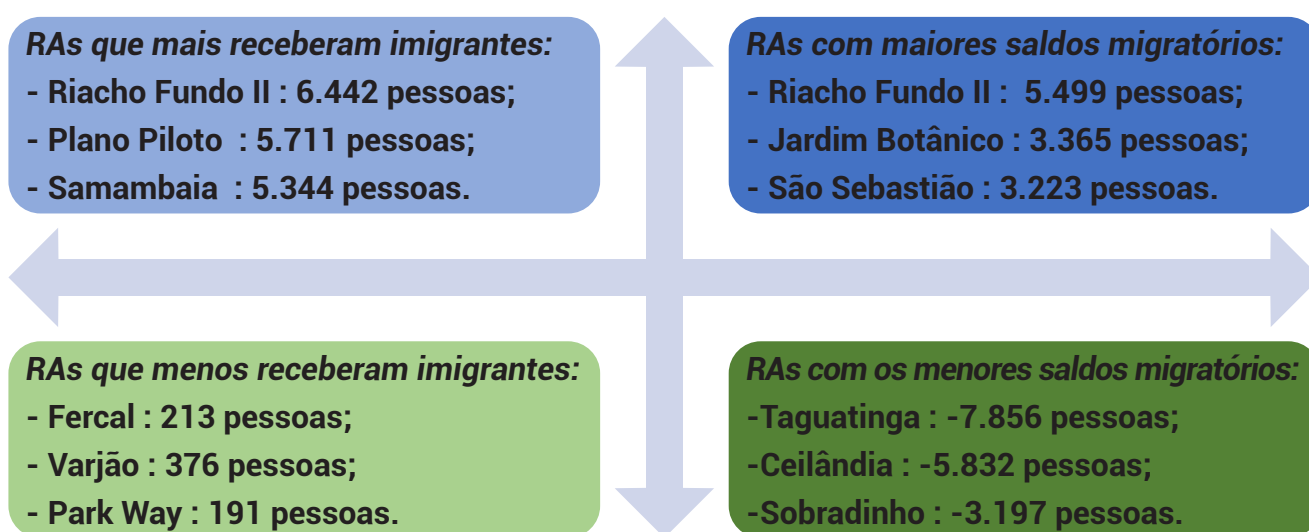 RAs que mais receberam imigrantes:
- Riacho Fundo II : 6.442 pessoas;
- Plano Piloto : 5.711 pessoas;
- Samambaia : 5.344 pessoas.
RAs com maiores saldos migratórios:
- Riacho Fundo II : 5.499 pessoas;
- Jardim Botânico : 3.365 pessoas;
- São Sebastião : 3.223 pessoas.
RAs que menos receberam imigrantes:
- Fercal : 213 pessoas;
- Varjão : 376 pessoas;
- Park Way : 191 pessoas.
RAs com os menores saldos migratórios:
-Taguatinga : -7.856 pessoas;
-Ceilândia : -5.832 pessoas;
-Sobradinho : -3.197 pessoas.